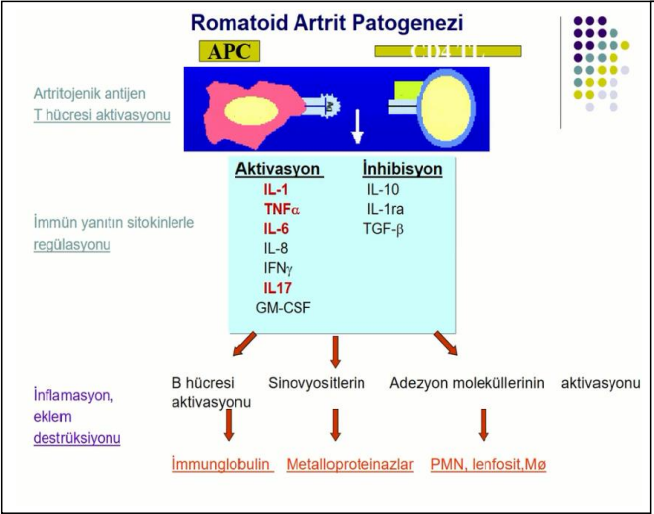 Romatoid Artrit Patogenezi
APC
CD4 TL
Artritojenik antijen
T hücresi aktivasyonu
Ag
Aktivasyon
İnhibisyon
IL-1
IL-10
TNFα
IL-1ra
IL-6
TGF-β
IL-8
IFNγ
IL17
GM-CSF
İmmün yanıtın sitokinlerle
regülasyonu
B hücresi
aktivasyonu
Sinovyositlerin
Adezyon moleküllerinin aktivasyonu
İnflamasyon,
eklem
destrüksiyonu
İmmunglobulin
Metalloproteinazlar
PMN, lenfosit,Mø